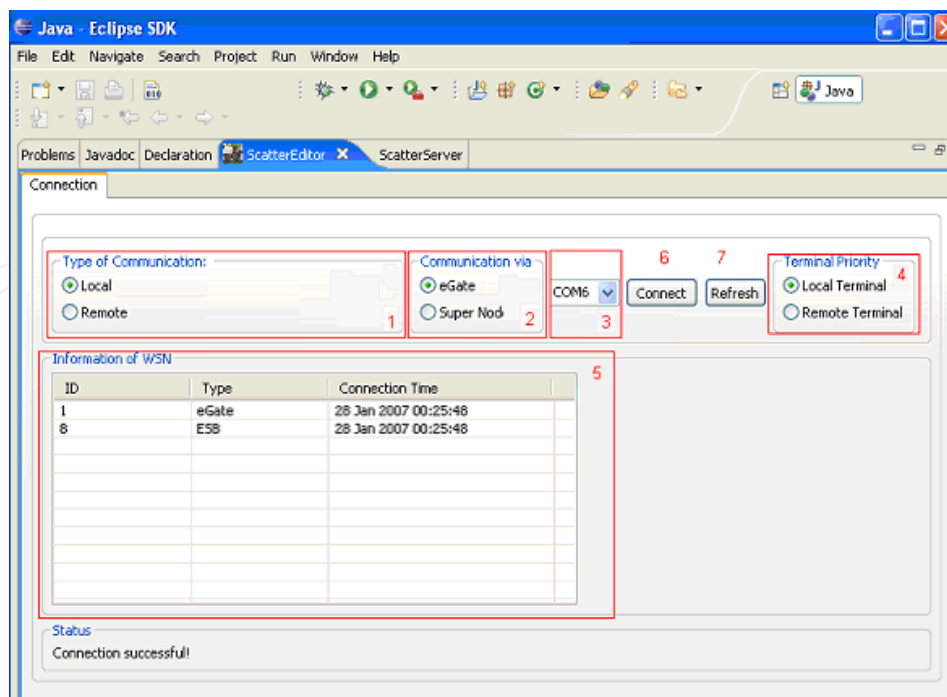 Java - Eclipse SDK
File Edit Navigate Search Project Run Window Help
Java
Problems Javadoc Declaration ScatterEditor ScatterServer
Connection
Type of Communication:
Local
Remote
1
Communication via
eGate
Super Nod
2
COM6
3
6
Connect
7
Refresh
Terminal Priority
Local Terminal
Remote Terminal
4
Information of WSN
5
ID Type Connection Time
1 eGate 28 Jan 2007 00:25:48
8 ESB 28 Jan 2007 00:25:48
Status
Connection successful!